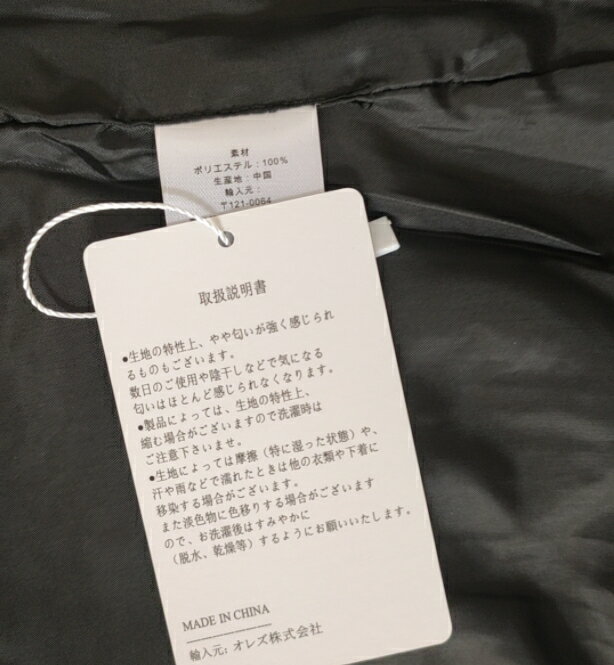 素材
ポリエステル：100%
生産地：中国
輸入元：
〒121-0064
取扱説明書
●生地の特性上、やや匂いが強く感じられ
るものもございます。
数日のご使用や陰干しなどで気になる
匂いはほとんど感じられなくなります。
●製品によっては、生地の特性上、
縮む場合がございますので洗濯時は
ご注意下さいませ。
●生地によっては摩擦（特に湿った状態）や、
汗や雨などで濡れたときは他の衣類や下着に
移染する場合がございます。
また淡色物に色移りする場合がございます
ので、お洗濯後はすみやかに
（脱水、乾燥等）するようにお願いいたします。
MADE IN CHINA
輸入元: オレズ株式会社